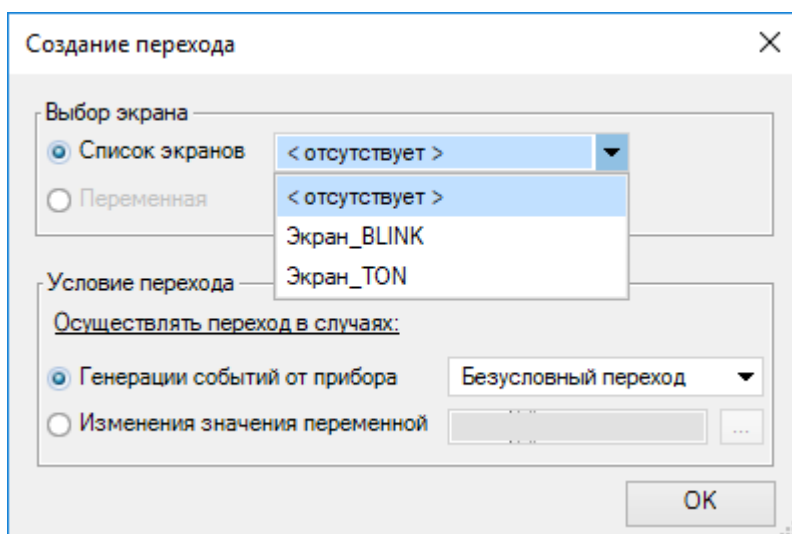 Создание перехода
Выбор экрана
Список экранов
< отсутствует >
Переменная
< отсутствует >
Экран_BLINK
Экран_TON
Условие перехода
Осуществлять переход в случаях:
Генерации событий от прибора
Безусловный переход
Изменения значения переменной
...
OK